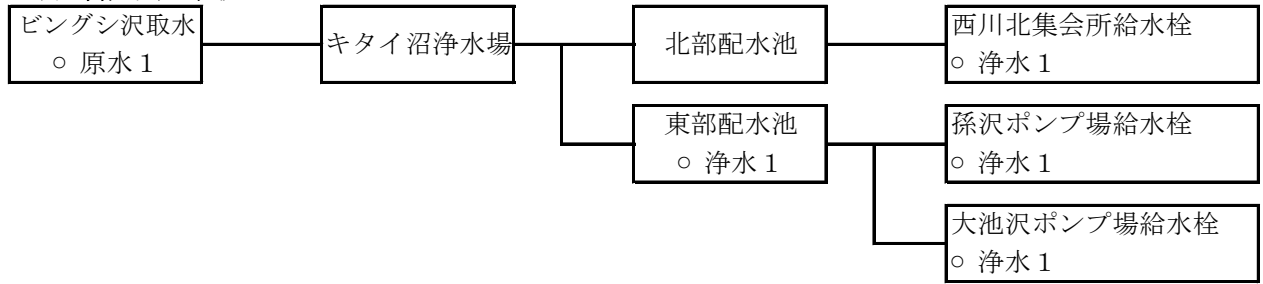 ビングシ沢取水
○ 原水１
キタイ沼浄水場
北部配水池
西川北集会所給水栓
○ 浄水１
東部配水池
○ 浄水１
孫沢ポンプ場給水栓
○ 浄水１
大池沢ポンプ場給水栓
○ 浄水１